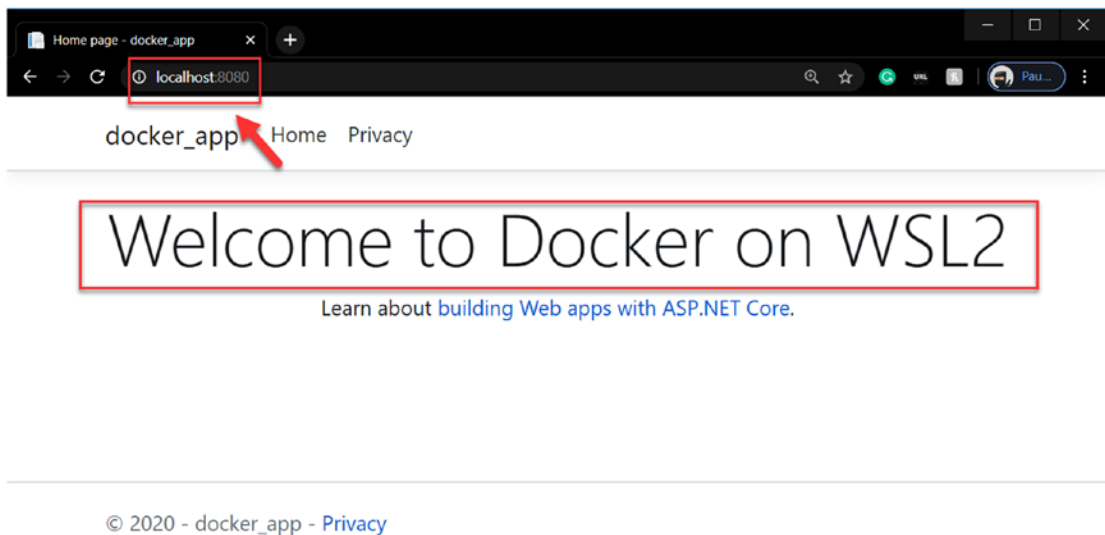 Home page - docker_app
localhost:8080
URL
Pau...
docker_app Home Privacy
Welcome to Docker on WSL2
Learn about building Web apps with ASP.NET Core.
© 2020 - docker_app - Privacy